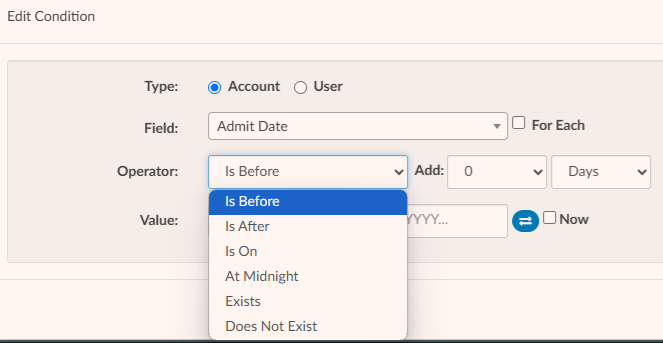 Edit Condition
Type: Account User
Field: Admit Date For Each
Operator: Is Before Add: 0 Days
Is Before
Value: YYYY... Now
Is After
Is On
At Midnight
Exists
Does Not Exist